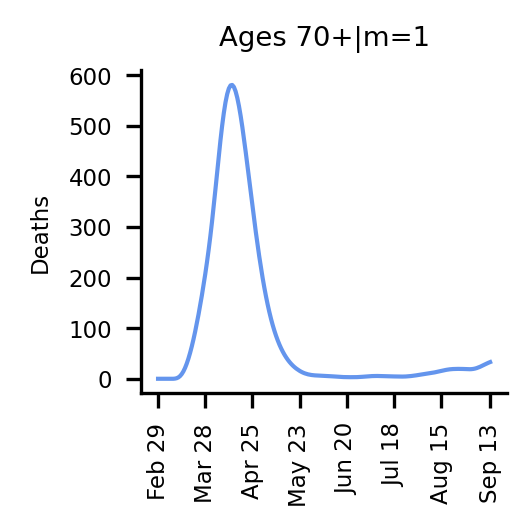 Ages 70+|m=1
600
500
400
300
200
100
0
Deaths
Feb 29
Mar 28
Apr 25
May 23
Jun 20
Jul 18
Aug 15
Sep 13